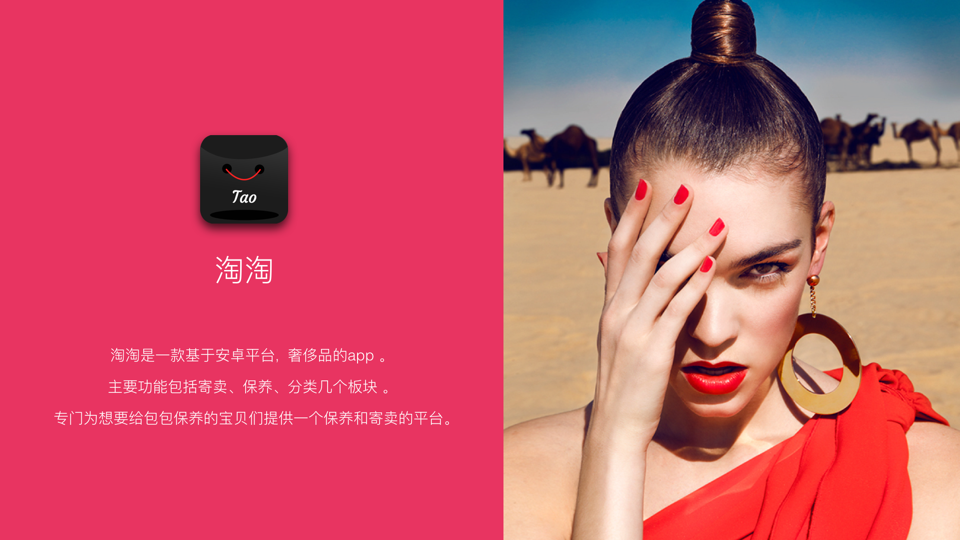 Tao
淘淘
淘淘是一款基于安卓平台，奢侈品的app 。
主要功能包括寄卖、保养、分类几个板块 。
专门为想要给包包保养的宝贝们提供一个保养和寄卖的平台。